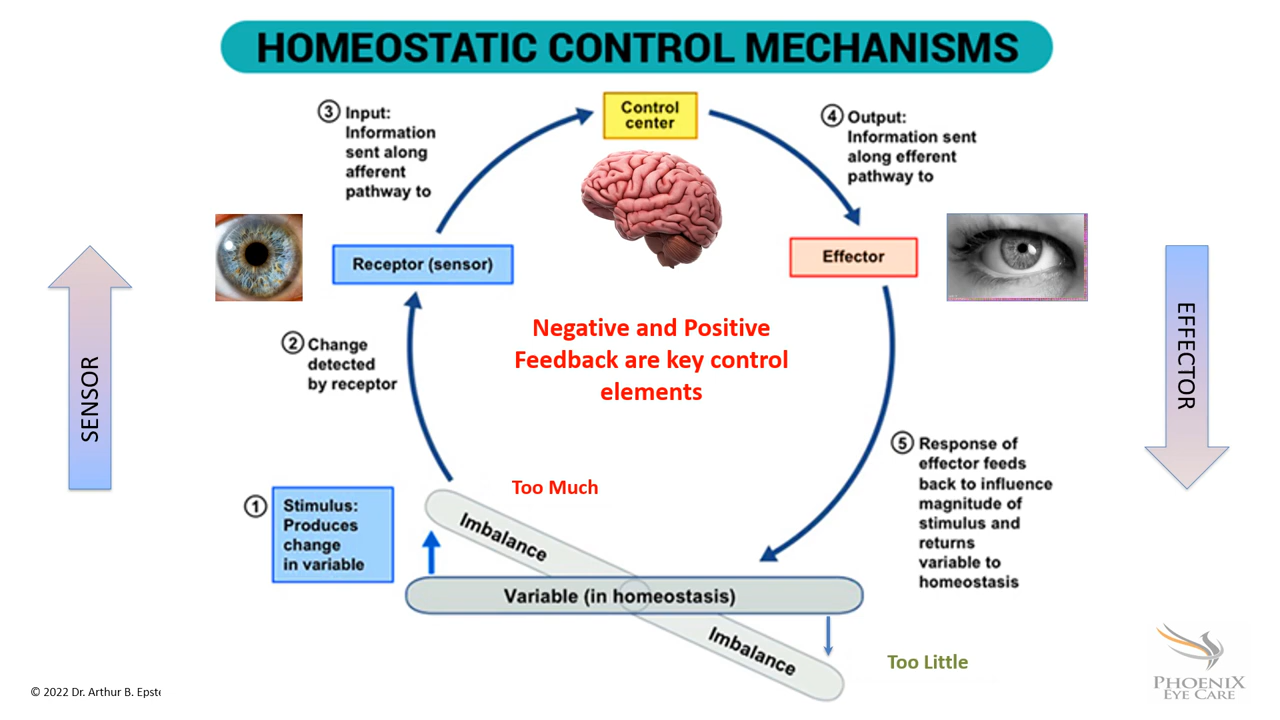 HOMEOSTATIC CONTROL MECHANISMS
③ Input:
Information
sent along
afferent
pathway to
Control
center
④ Output:
Information sent
along efferent
pathway to
Receptor (sensor)
Effector
SENSOR
EFFECTOR
② Change
detected
by receptor
Negative and Positive
Feedback are key control
elements
① Stimulus:
Produces
change
in variable
Too Much
Imbalance
Variable (in homeostasis)
Imbalance
Too Little
⑤ Response of
effector feeds
back to influence
magnitude of
stimulus and
returns
variable to
homeostasis
© 2022 Dr. Arthur B.
PHOENIX
EYE CARE